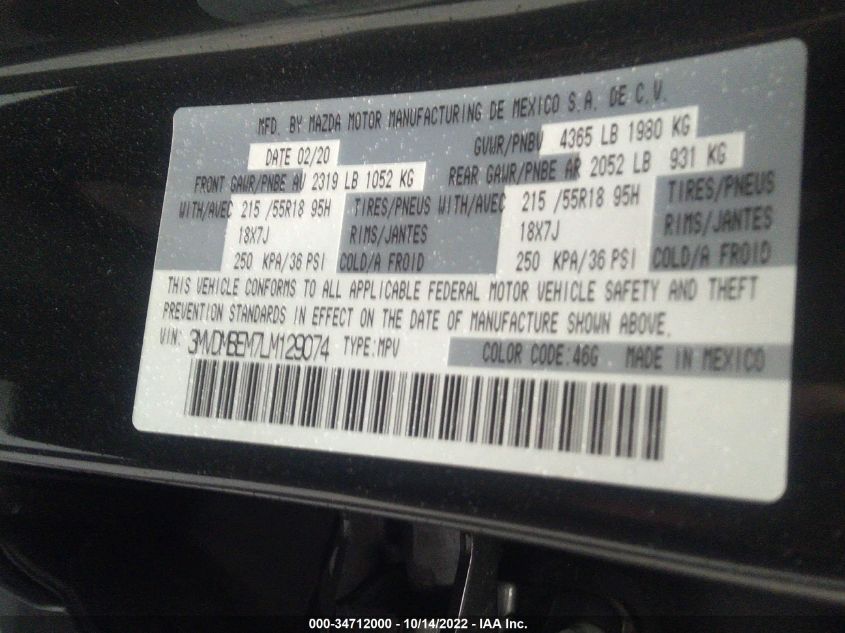 MFD. BY MAZDA MOTOR MANUFACTURING DE MEXICO S.A. DE C.V.
DATE 02/20 GVWR/PNBV 4365 LB 1980 KG
FRONT GAWR/PNBE AV 2319 LB 1052 KG REAR GAWR/PNBE AR 2052 LB 931 KG
WITH/AVEC 215 /55R18 95H TIRES/PNEUS WITH/AVEC 215 /55R18 95H TIRES/PNEUS
18X7J RIMS/JANTES 18X7J RIMS/JANTES
250 KPA/36 PSI COLD/A FROID 250 KPA/36 PSI COLD/A FROID
THIS VEHICLE CONFORMS TO ALL APPLICABLE FEDERAL MOTOR VEHICLE SAFETY AND THEFT
PREVENTION STANDARDS IN EFFECT ON THE DATE OF MANUFACTURE SHOWN ABOVE.
VIN: 3MVDMBEM7LM129074 TYPE:MPV COLOR CODE:46G MADE IN MEXICO
000-34712000 - 10/14/2022 - IAA Inc.